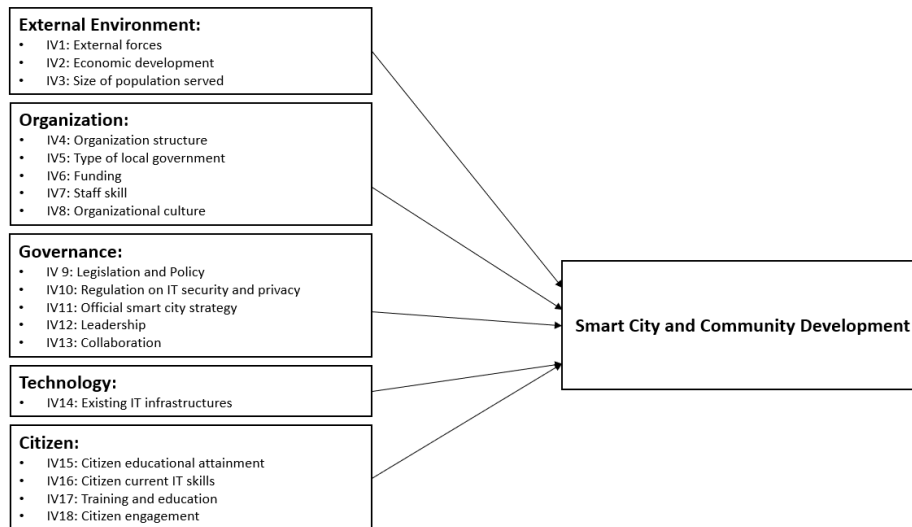 External Environment:
• IV1: External forces
• IV2: Economic development
• IV3: Size of population served
Organization:
• IV4: Organization structure
• IV5: Type of local government
• IV6: Funding
• IV7: Staff skill
• IV8: Organizational culture
Governance:
• IV 9: Legislation and Policy
• IV10: Regulation on IT security and privacy
• IV11: Official smart city strategy
• IV12: Leadership
• IV13: Collaboration
Technology:
• IV14: Existing IT infrastructures
Citizen:
• IV15: Citizen educational attainment
• IV16: Citizen current IT skills
• IV17: Training and education
• IV18: Citizen engagement
Smart City and Community Development